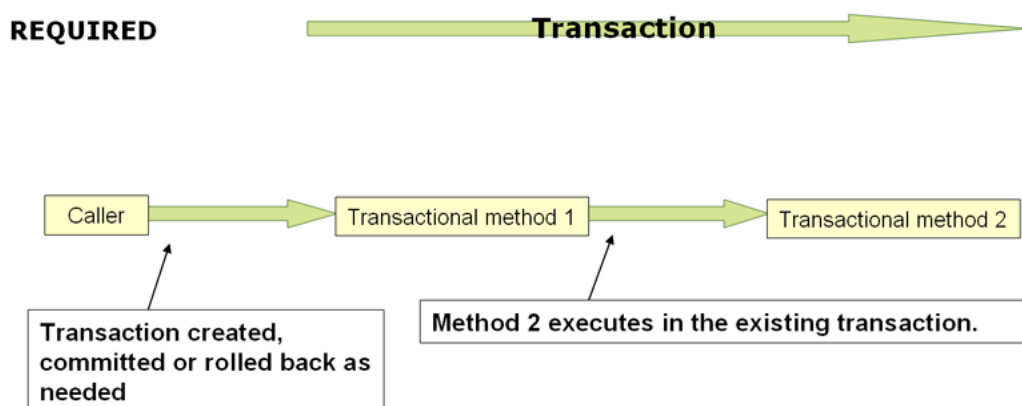 REQUIRED
Transaction
Caller
Transactional method 1
Transactional method 2
Transaction created,
committed or rolled back as
needed
Method 2 executes in the existing transaction.